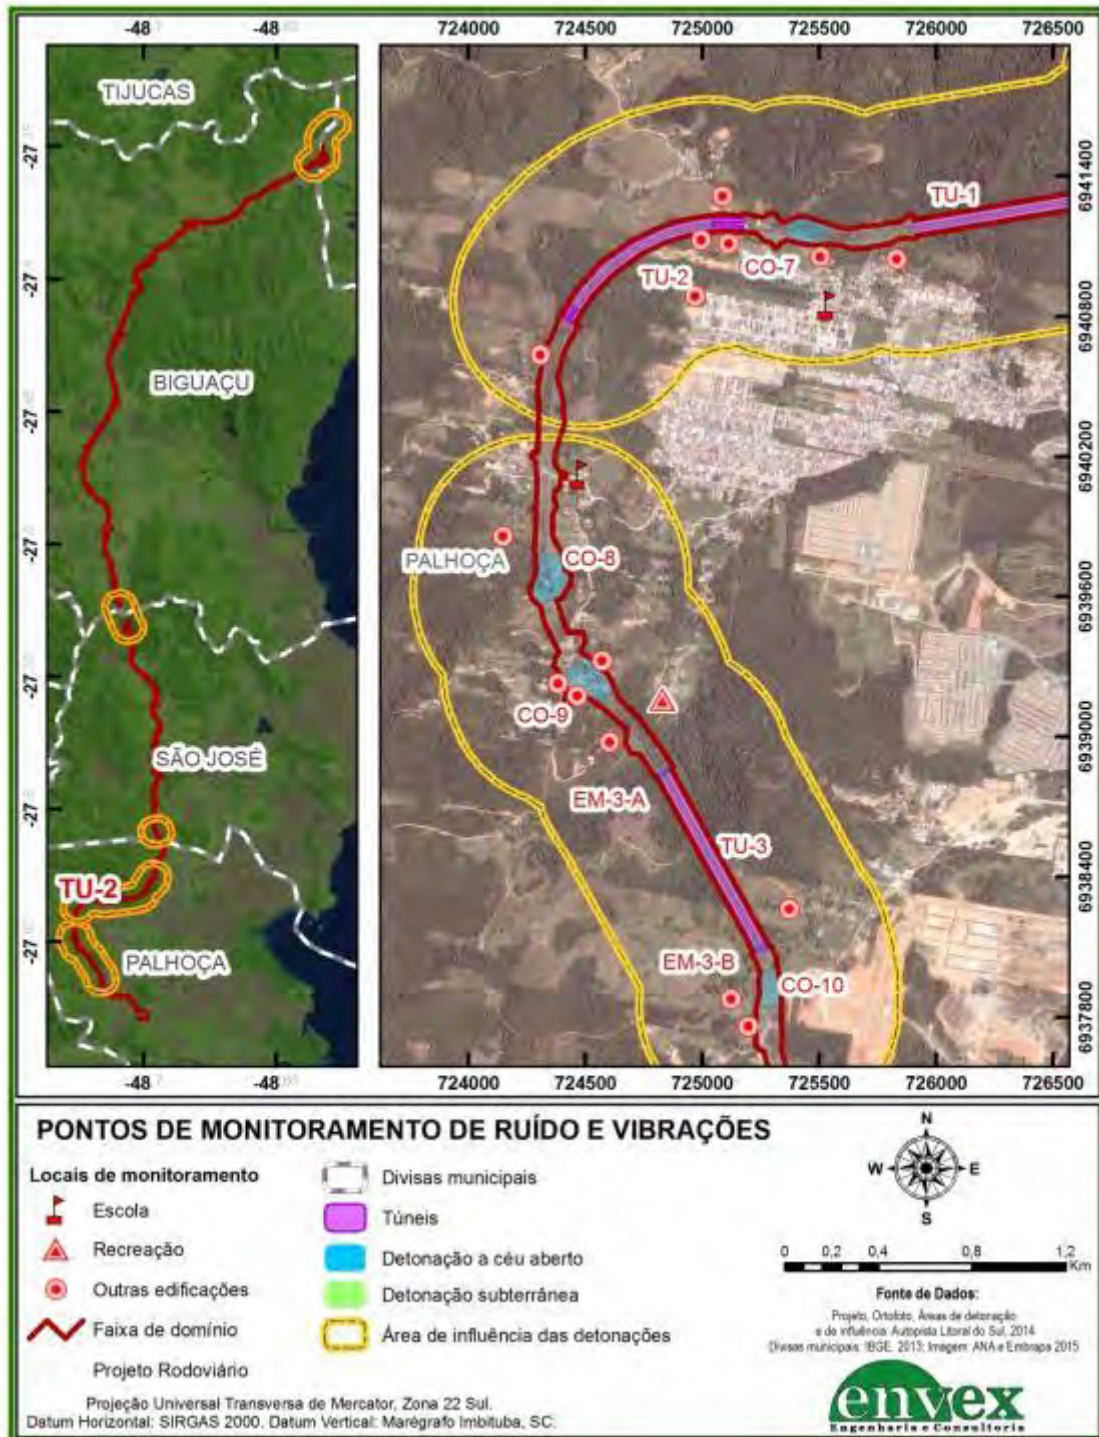 724000 724500 725000 725500 726000 726500
-48,7
TIJUCAS
BIGUAÇU
SÃO JOSÉ
TU-2
PALHOÇA
-48,7
6941400
6940800
6940200
6939600
6939000
6938400
6937800
TU-1
CO-7
TU-2
PALHOÇA
CO-8
CO-9
EM-3-A
TU-3
EM-3-B
CO-10
724000 724500 725000 725500 726000 726500
PONTOS DE MONITORAMENTO DE RUÍDO E VIBRAÇÕES
Locais de monitoramento
Escola
Recreação
Outras edificações
Faixa de domínio
Projeto Rodoviário
Divisas municipais
Túneis
Detonação a céu aberto
Detonação subterrânea
Área de influência das detonações
Projeção Universal Transversa de Mercator, Zona 22 Sul.
Datum Horizontal: SIRGAS 2000. Datum Vertical: Marégrafo Imbituba, SC.
N
W E
S
0 0,2 0,4 0,8 1,2
Km
Fonte de Dados:
Projeto, Ortofoto, Áreas de detonação
e de influência: Autopista Litoral do Sul, 2014
Divisas municipais: IBGE, 2013; Imagem: ANA e Embrapa 2015
envex
Engenharia e Consultoria